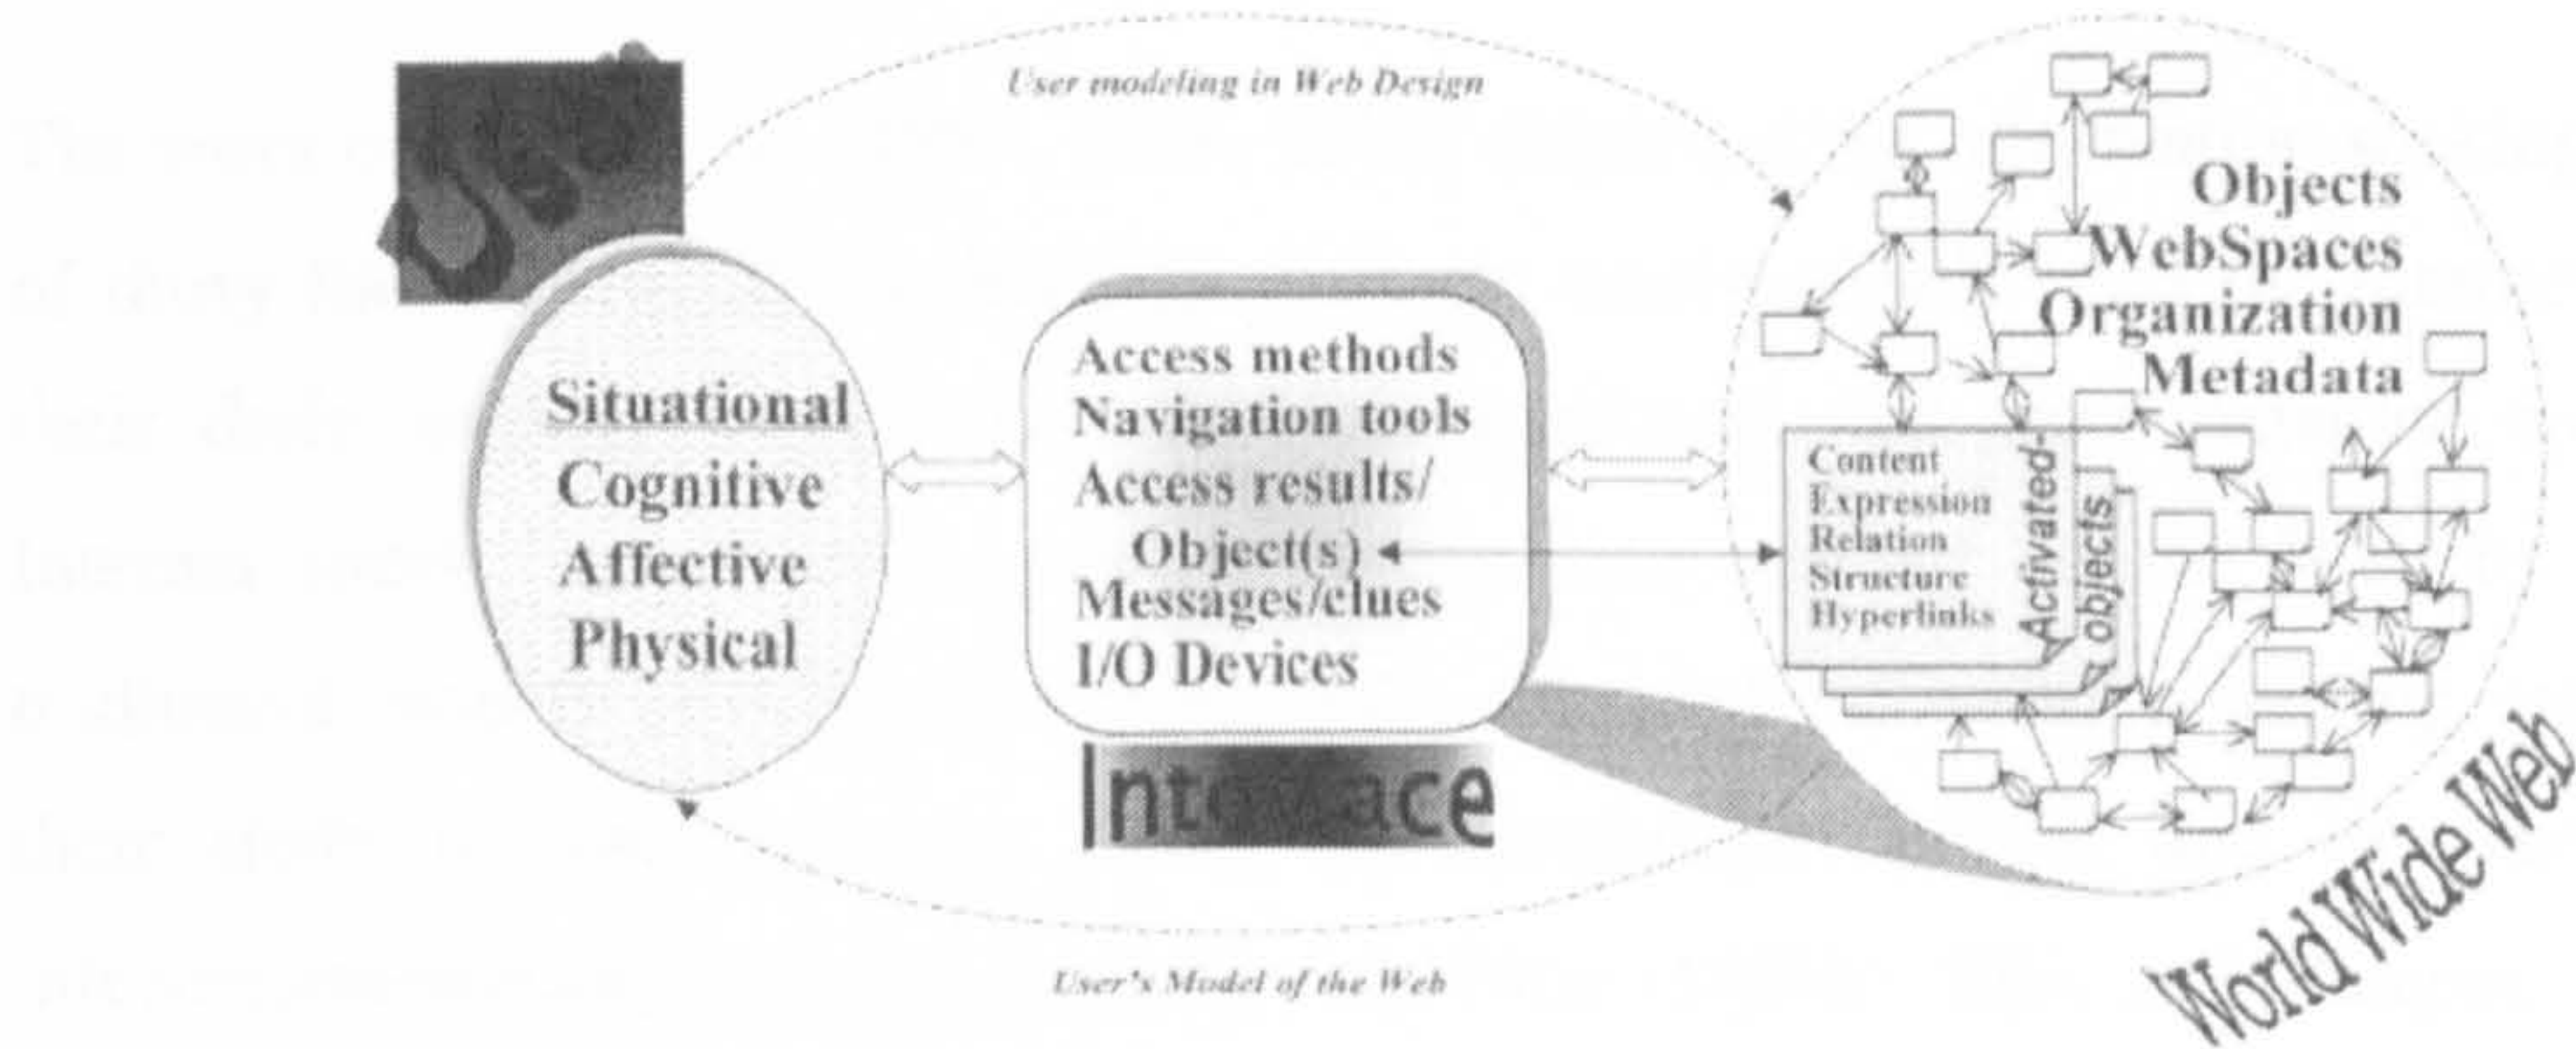 User modeling in Web Design
Situational
Cognitive
Affective
Physical
Access methods
Navigation tools
Access results/
Object(s)
Messages/clues
I/O Devices
Interface
Objects
WebSpaces
Organization
Metadata
Content
Expression
Relation
Structure
Hyperlinks
Activated-
objects
World Wide Web
User's Model of the Web